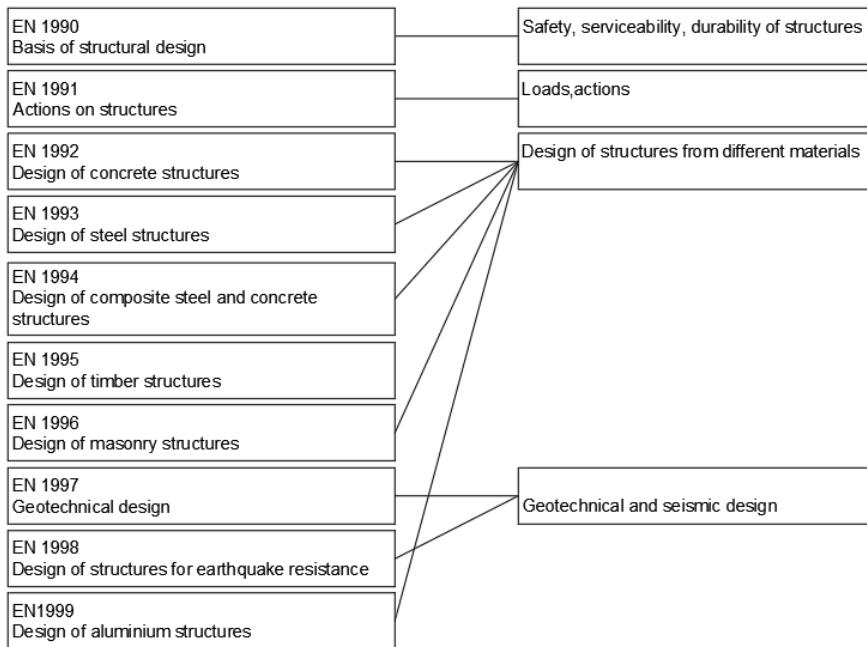 EN 1990
Basis of structural design
Safety, serviceability, durability of structures
EN 1991
Actions on structures
Loads,actions
EN 1992
Design of concrete structures
Design of structures from different materials
EN 1993
Design of steel structures
EN 1994
Design of composite steel and concrete
structures
EN 1995
Design of timber structures
EN 1996
Design of masonry structures
EN 1997
Geotechnical design
Geotechnical and seismic design
EN 1998
Design of structures for earthquake resistance
EN1999
Design of aluminium structures